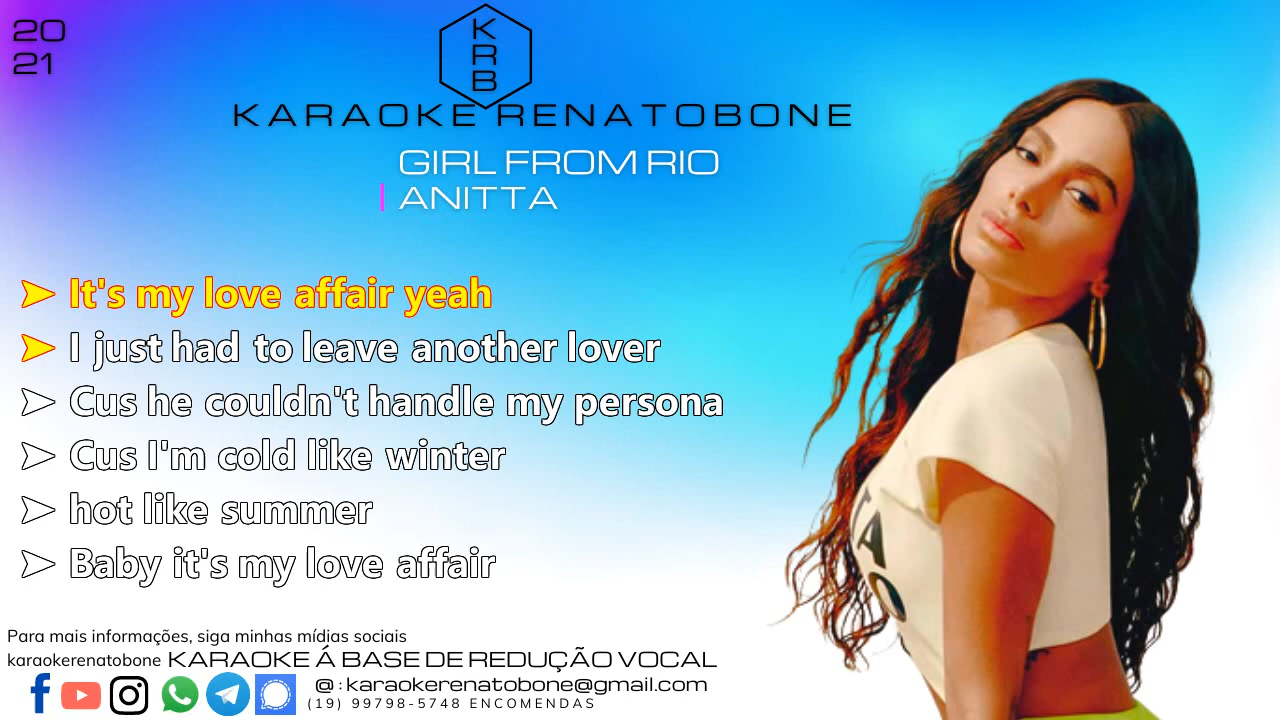 20
21
K
R
B
KARAOKE RENATOBONE
GIRL FROM RIO
ANITTA
It's my love affair yeah
I just had to leave another lover
Cus he couldn't handle my persona
Cus I'm cold like winter
hot like summer
Baby it's my love affair
Para mais informações, siga minhas mídias sociais
karaokerenatobone KARAOKE Á BASE DE REDUÇÃO VOCAL
@:karaokerenatobone@gmail.com
(19) 99798-5748 ENCOMENDAS